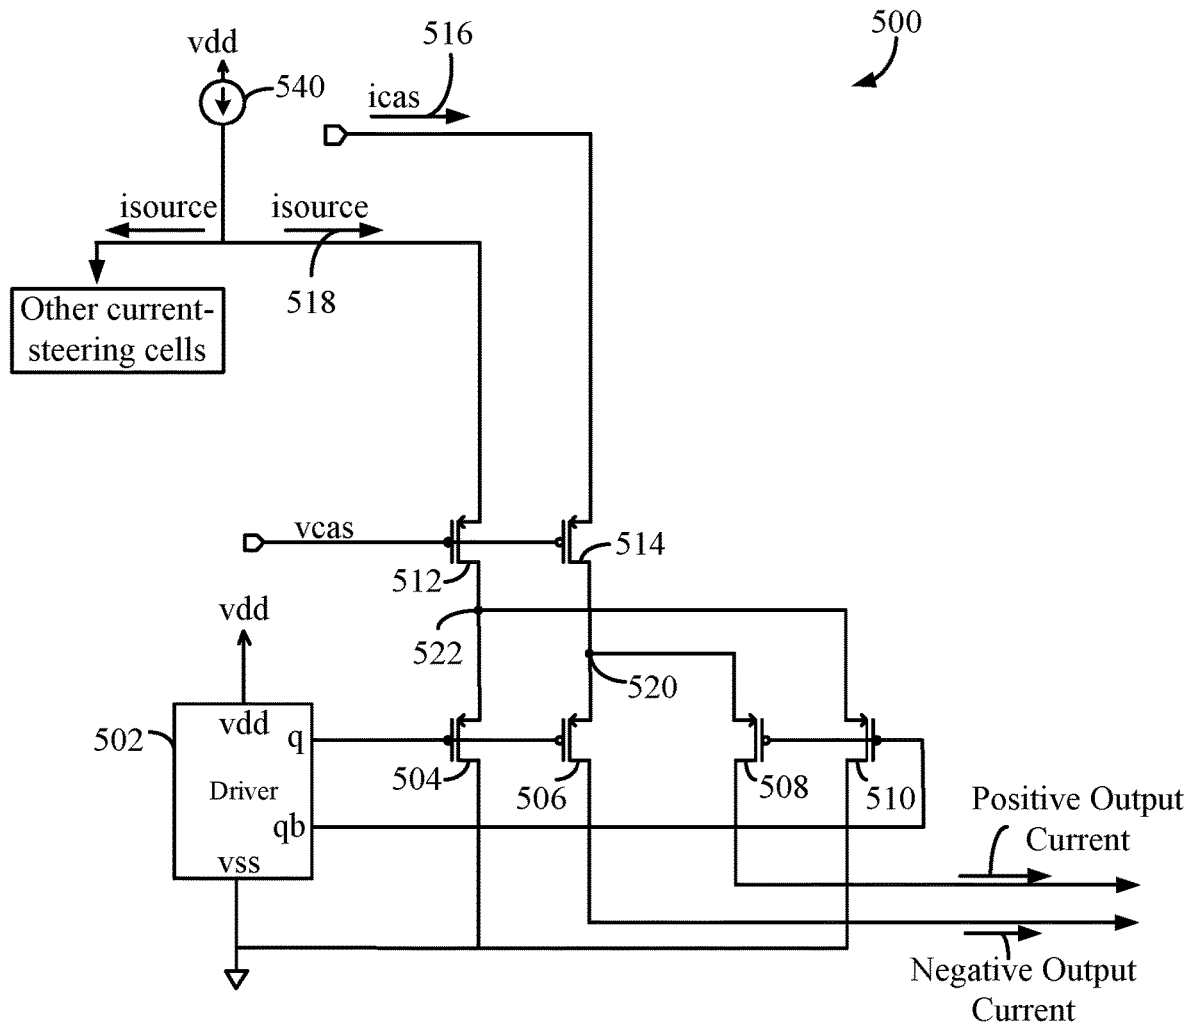 516
500
vdd
540
icas
isource
isource
518
Other current-
steering cells
vcas
514
512
vdd
522
520
502
vdd
q
504
506
508
510
Driver
qb
vss
Positive Output
Current
Negative Output
Current